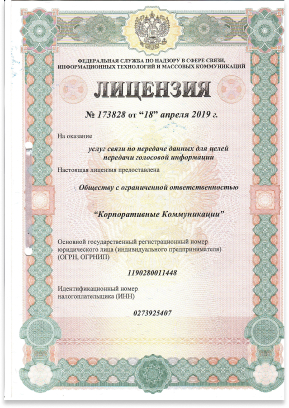 ФЕДЕРАЛЬНАЯ СЛУЖБА ПО НАДЗОРУ В СФЕРЕ СВЯЗИ,
ИНФОРМАЦИОННЫХ ТЕХНОЛОГИЙ И МАССОВЫХ КОММУНИКАЦИЙ
ЛИЦЕНЗИЯ
№ 173828 от “18” апреля 2019 г.
На оказание
услуг связи по передаче данных для целей
передачи голосовой информации
Настоящая лицензия предоставлена
Обществу с ограниченной ответственностью
“Корпоративные Коммуникации”
Основной государственный регистрационный номер
юридического лица (индивидуального предпринимателя)
(ОГРН, ОГРНИП)
1190280011448
Идентификационный номер
налогоплательщика (ИНН)
0273925407